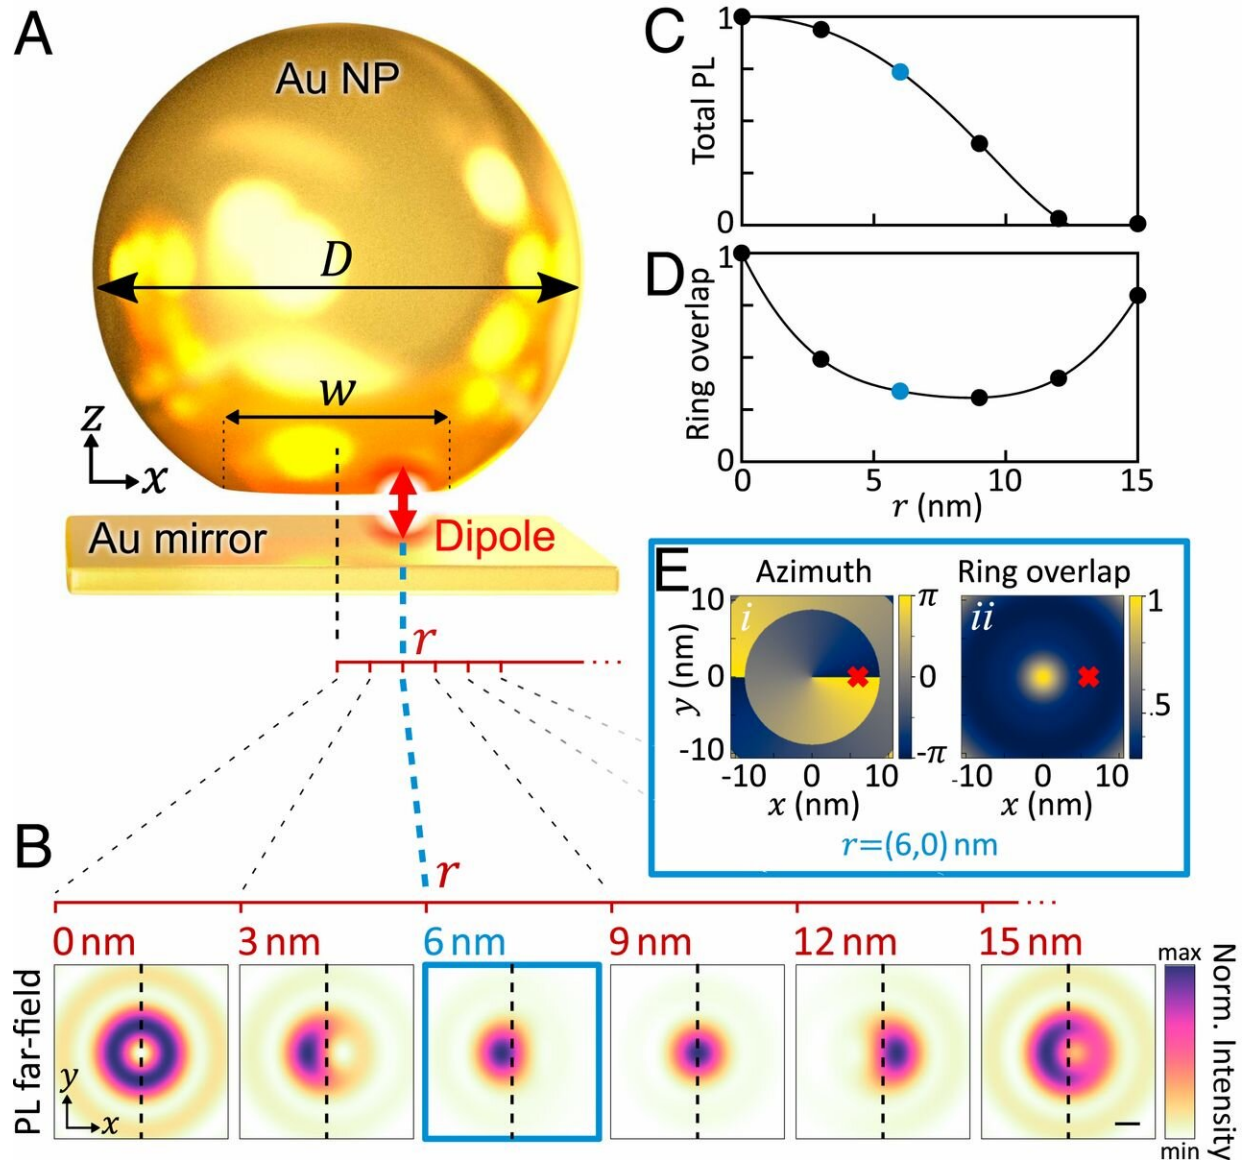 A
Au NP
D
w
z
x
Au mirror
Dipole
r
C
Total PL
1
0
D
Ring overlap
1
0
0 5 10 15
r (nm)
E
Azimuth
Ring overlap
i
ii
10
0
-10
y (nm)
-10 0 10
x (nm)
π
0
-π
-10 0 10
x (nm)
1
.5
r=(6,0) nm
B
r
0 nm 3 nm 6 nm 9 nm 12 nm 15 nm
PL far-field
y
x
max
min
Norm. Intensity